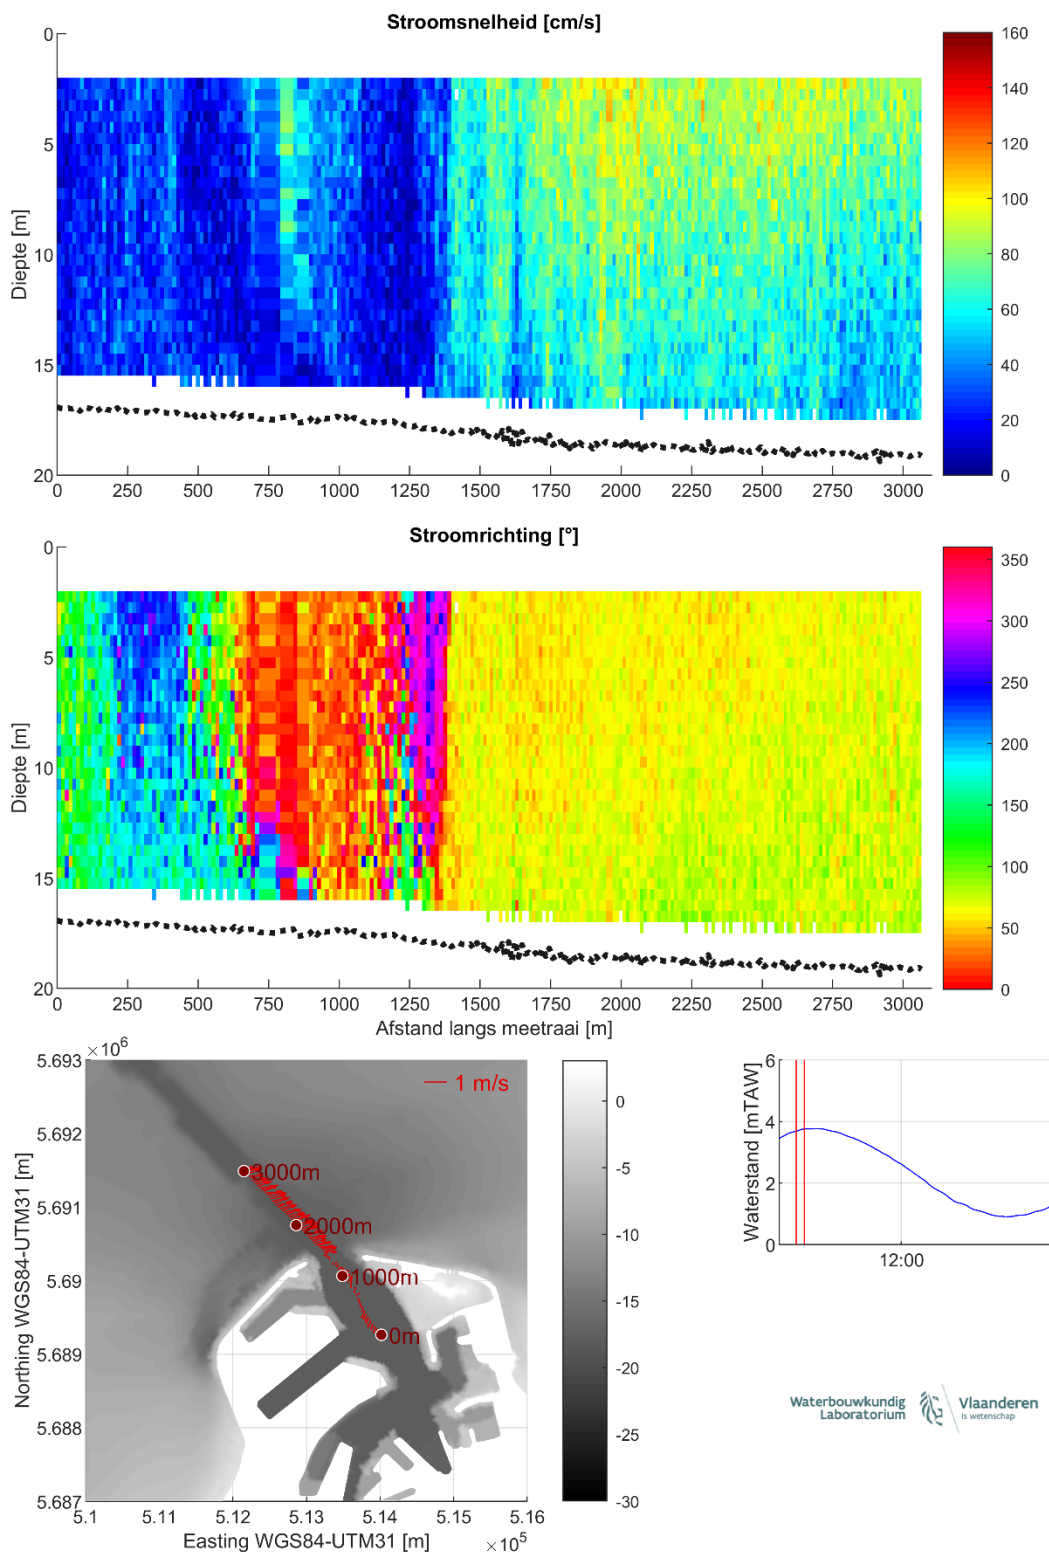 Stroomsnelheid [cm/s]
0
5
10
15
20
Diepte [m]
0 250 500 750 1000 1250 1500 1750 2000 2250 2500 2750 3000
160
140
120
100
80
60
40
20
0
Stroomrichting [°]
0
5
10
15
20
Diepte [m]
0 250 500 750 1000 1250 1500 1750 2000 2250 2500 2750 3000
Afstand langs meetraai [m]
350
300
250
200
150
100
50
0
×10⁶
5.693
5.692
5.691
5.69
5.689
5.688
5.687
Northing WGS84-UTM31 [m]
1 m/s
3000m
2000m
1000m
0m
5.1 5.12 5.13 5.14 5.15 5.16
Easting WGS84-UTM31 [m]
×10⁵
0
-5
-10
-15
-20
-25
-30
6
4
2
0
Waterstand [mTAW]
12:00
Waterbouwkundig
Laboratorium
Vlaanderen
is wetenschap